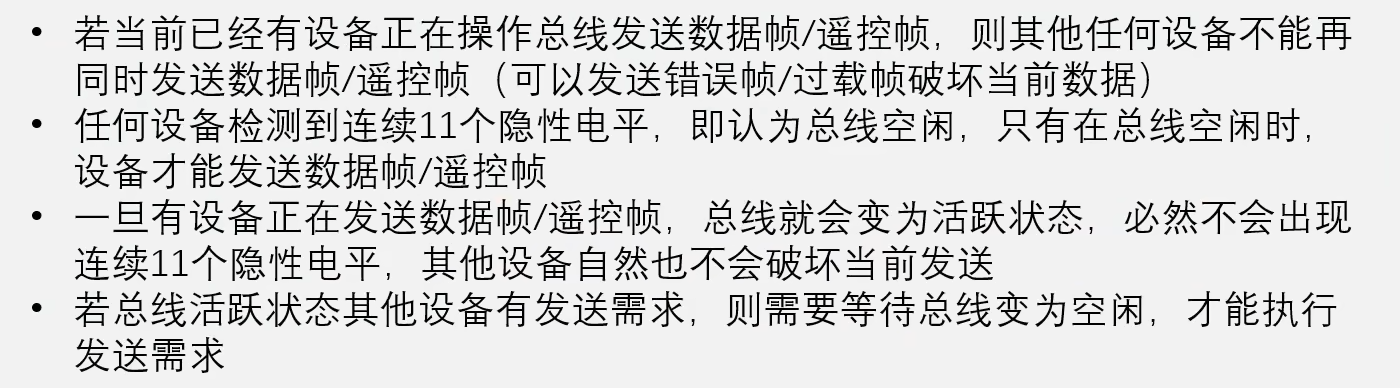 • 若当前已经有设备正在操作总线发送数据帧/遥控帧，则其他任何设备不能再
同时发送数据帧/遥控帧（可以发送错误帧/过载帧破坏当前数据）
• 任何设备检测到连续11个隐性电平，即认为总线空闲，只有在总线空闲时，
设备才能发送数据帧/遥控帧
• 一旦有设备正在发送数据帧/遥控帧，总线就会变为活跃状态，必然不会出现
连续11个隐性电平，其他设备自然也不会破坏当前发送
• 若总线活跃状态其他设备有发送需求，则需要等待总线变为空闲，才能执行
发送需求